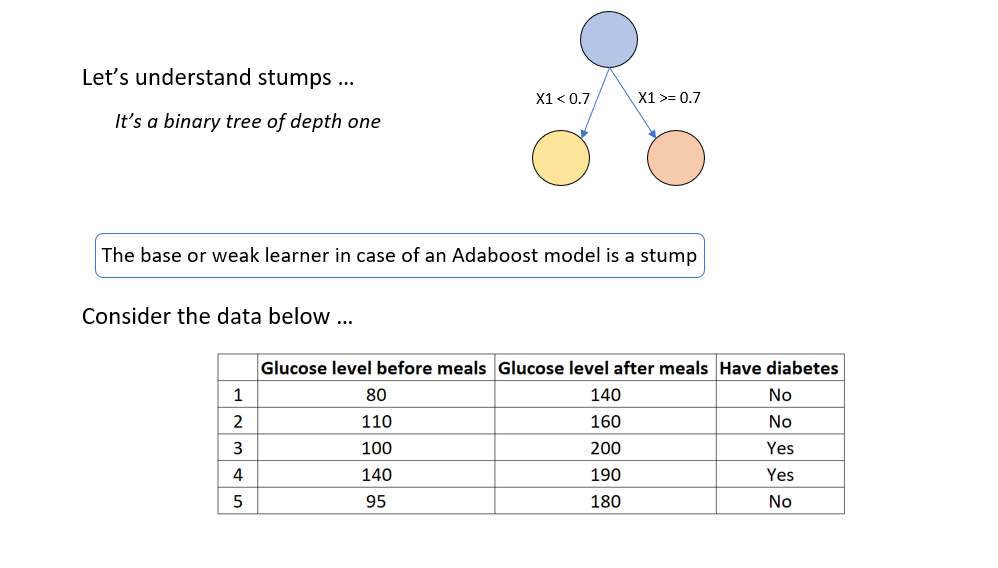 Let's understand stumps ...
It's a binary tree of depth one
X1 < 0.7
X1 >= 0.7
The base or weak learner in case of an Adaboost model is a stump
Consider the data below ...
Glucose level before meals Glucose level after meals Have diabetes
1 80 140 No
2 110 160 No
3 100 200 Yes
4 140 190 Yes
5 95 180 No